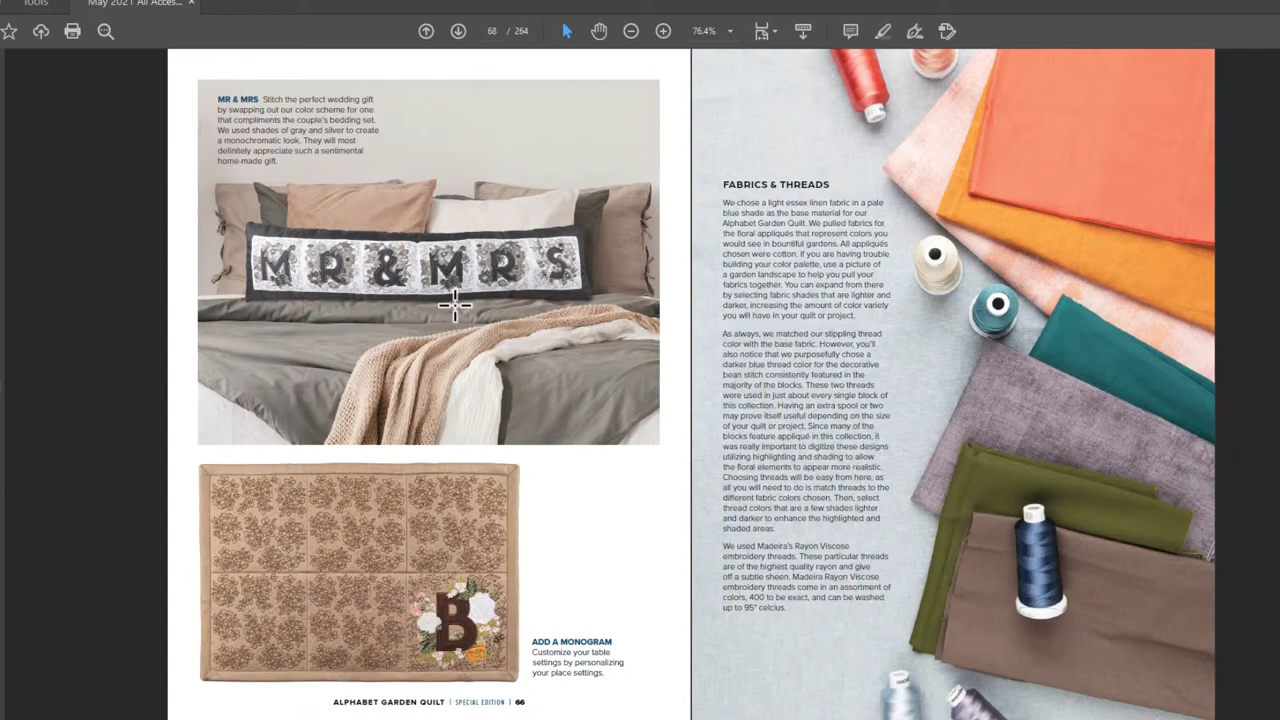 Tools
May 2021 All Acces... ×
68 / 264
76.4%
MR & MRS Stitch the perfect wedding gift
by swapping out our color scheme for one
that compliments the couple's bedding set.
We used shades of gray and silver to create
a monochromatic look. They will most
definitely appreciate such a sentimental
home-made gift.
MR&MRS
B
ADD A MONOGRAM
Customize your table
settings by personalizing
your place settings.
ALPHABET GARDEN QUILT | SPECIAL EDITION | 66
FABRICS & THREADS
We chose a light essex linen fabric in a pale
blue shade as the base material for our
Alphabet Garden Quilt. We pulled fabrics for
the floral appliqués that represent colors you
would see in bountiful gardens. All appliqués
chosen were cotton. If you are having trouble
building your color palette, use a picture of
a garden landscape to help you pull your
fabrics together. You can expand from there
by selecting fabric shades that are lighter and
darker, increasing the amount of color variety
you will have in your quilt or project.
As always, we matched our stippling thread
color with the base fabric. However, you'll
also notice that we purposefully chose a
darker blue thread color for the decorative
bean stitch consistently featured in the
majority of the blocks. These two threads
were used in just about every single block of
this collection. Having an extra spool or two
may prove itself useful depending on the size
of your quilt or project. Since many of the
blocks feature appliqué in this collection, it
was really important to digitize these designs
utilizing highlighting and shading to allow
the floral elements to appear more realistic.
Choosing threads will be easy from here, as
all you will need to do is match threads to the
different fabric colors chosen. Then, select
thread colors that are a few shades lighter
and darker to enhance the highlighted and
shaded areas.
We used Madeira's Rayon Viscose
embroidery threads. These particular threads
are of the highest quality rayon and give
off a subtle sheen. Madeira Rayon Viscose
embroidery threads come in an assortment of
colors, 400 to be exact, and can be washed
up to 95° celcius.